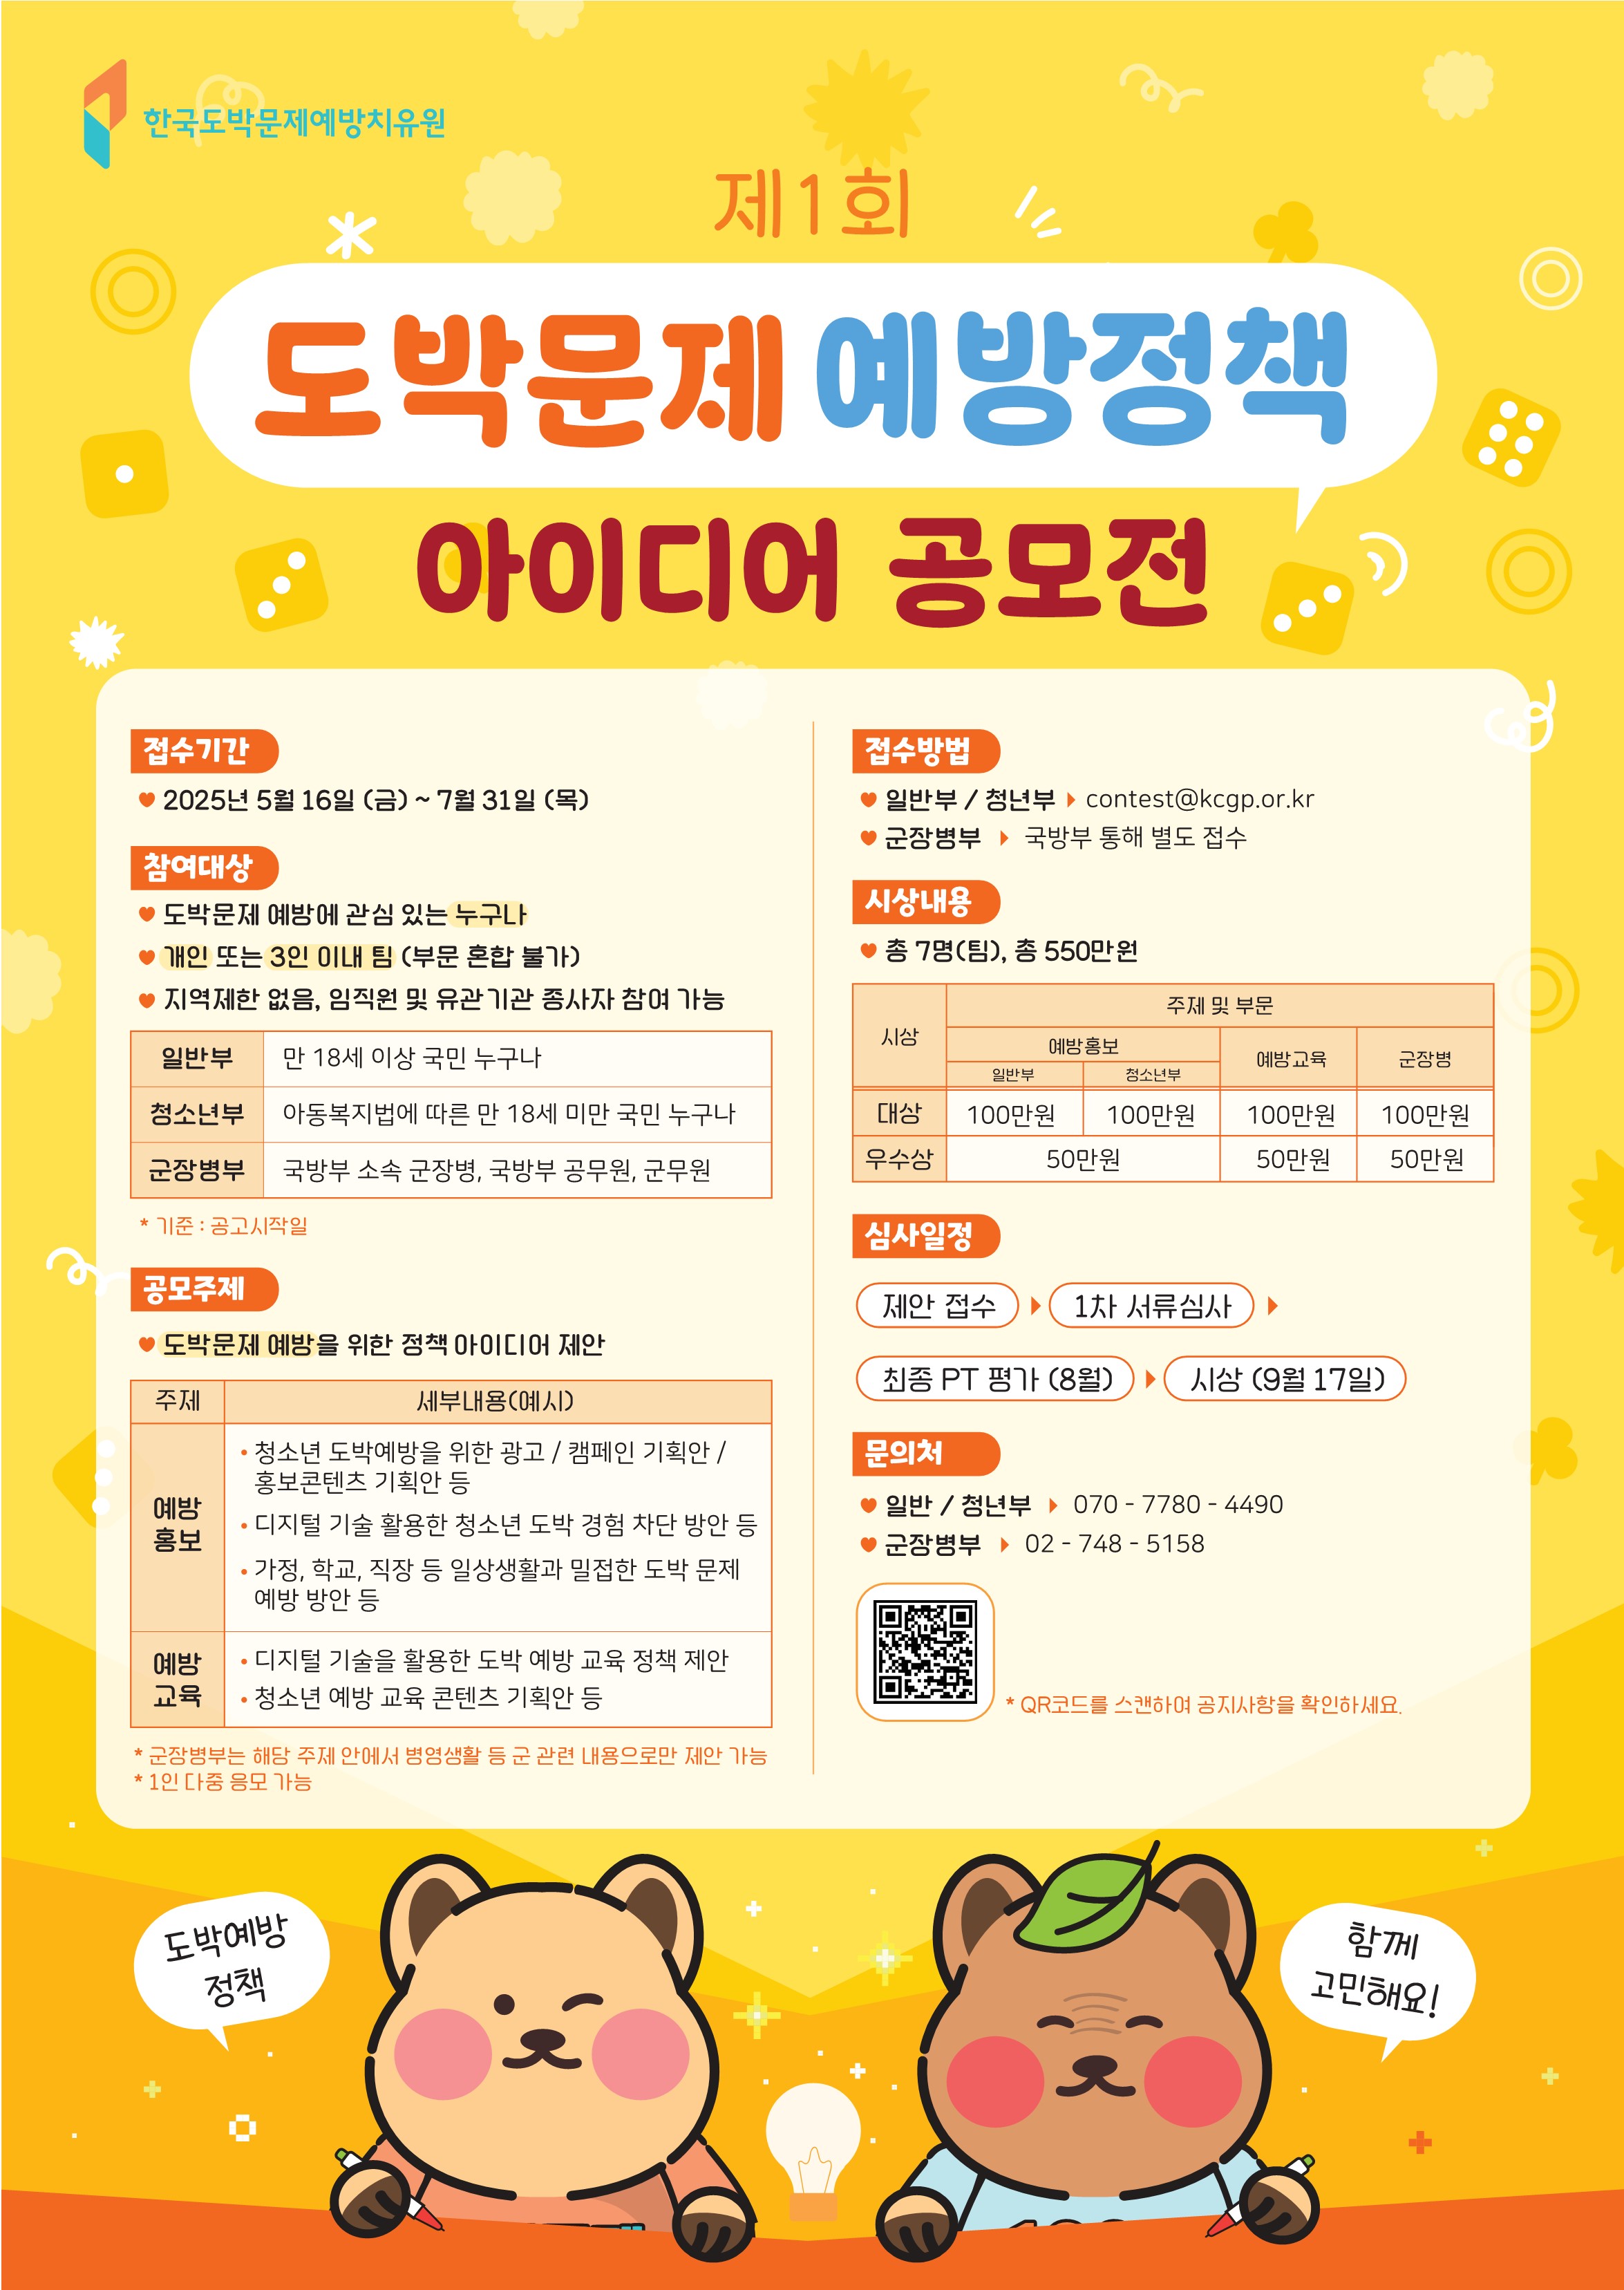 한국도박문제예방치유원
제1회
도박문제 예방정책
아이디어 공모전
접수기간
2025년 5월 16일 (금) ~ 7월 31일 (목)
참여대상
도박문제 예방에 관심 있는 누구나
개인 또는 3인 이내 팀 (부문 혼합 불가)
지역제한 없음, 임직원 및 유관기관 종사자 참여 가능
일반부 만 18세 이상 국민 누구나
청소년부 아동복지법에 따른 만 18세 미만 국민 누구나
군장병부 국방부 소속 군장병, 국방부 공무원, 군무원
* 기준 : 공고시작일
공모주제
도박문제 예방을 위한 정책 아이디어 제안
주제 세부내용(예시)
예방
홍보
• 청소년 도박예방을 위한 광고 / 캠페인 기획안 /
홍보콘텐츠 기획안 등
• 디지털 기술 활용한 청소년 도박 경험 차단 방안 등
• 가정, 학교, 직장 등 일상생활과 밀접한 도박 문제
예방 방안 등
예방
교육
• 디지털 기술을 활용한 도박 예방 교육 정책 제안
• 청소년 예방 교육 콘텐츠 기획안 등
* 군장병부는 해당 주제 안에서 병영생활 등 군 관련 내용으로만 제안 가능
* 1인 다중 응모 가능
접수방법
일반부 / 청년부 contest@kcgp.or.kr
군장병부 국방부 통해 별도 접수
시상내용
총 7명(팀), 총 550만원
시상 주제 및 부문
예방홍보 예방교육 군장병
일반부 청소년부
대상 100만원 100만원 100만원 100만원
우수상 50만원 50만원 50만원
심사일정
제안 접수 1차 서류심사
최종 PT 평가 (8월) 시상 (9월 17일)
문의처
일반 / 청년부 070 - 7780 - 4490
군장병부 02 - 748 - 5158
* QR코드를 스캔하여 공지사항을 확인하세요.
도박예방
정책
함께
고민해요!